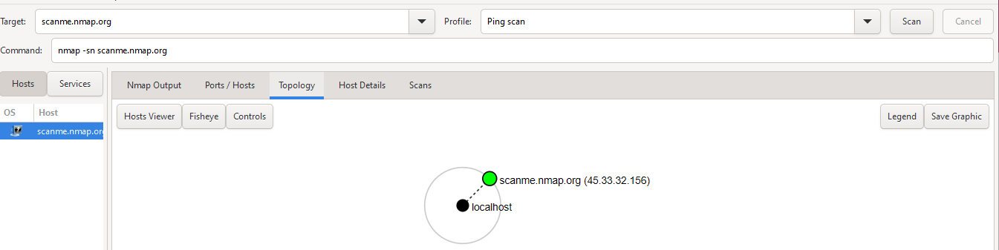 Target: scanme.nmap.org Profile: Ping scan Scan Cancel
Command: nmap -sn scanme.nmap.org
Hosts Services
Nmap Output Ports / Hosts Topology Host Details Scans
OS Host
scanme.nmap.org
Hosts Viewer Fisheye Controls Legend Save Graphic
scanme.nmap.org (45.33.32.156)
localhost